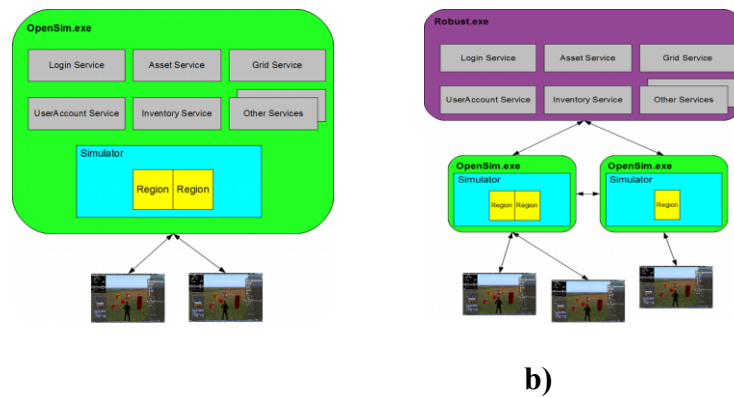 OpenSim.exe
Login Service
Asset Service
Grid Service
UserAccount Service
Inventory Service
Other Services
Simulator
Region
Region
Robust.exe
Login Service
Asset Service
Grid Service
UserAccount Service
Inventory Service
Other Services
OpenSim.exe
Simulator
Region
Region
OpenSim.exe
Simulator
Region
b)